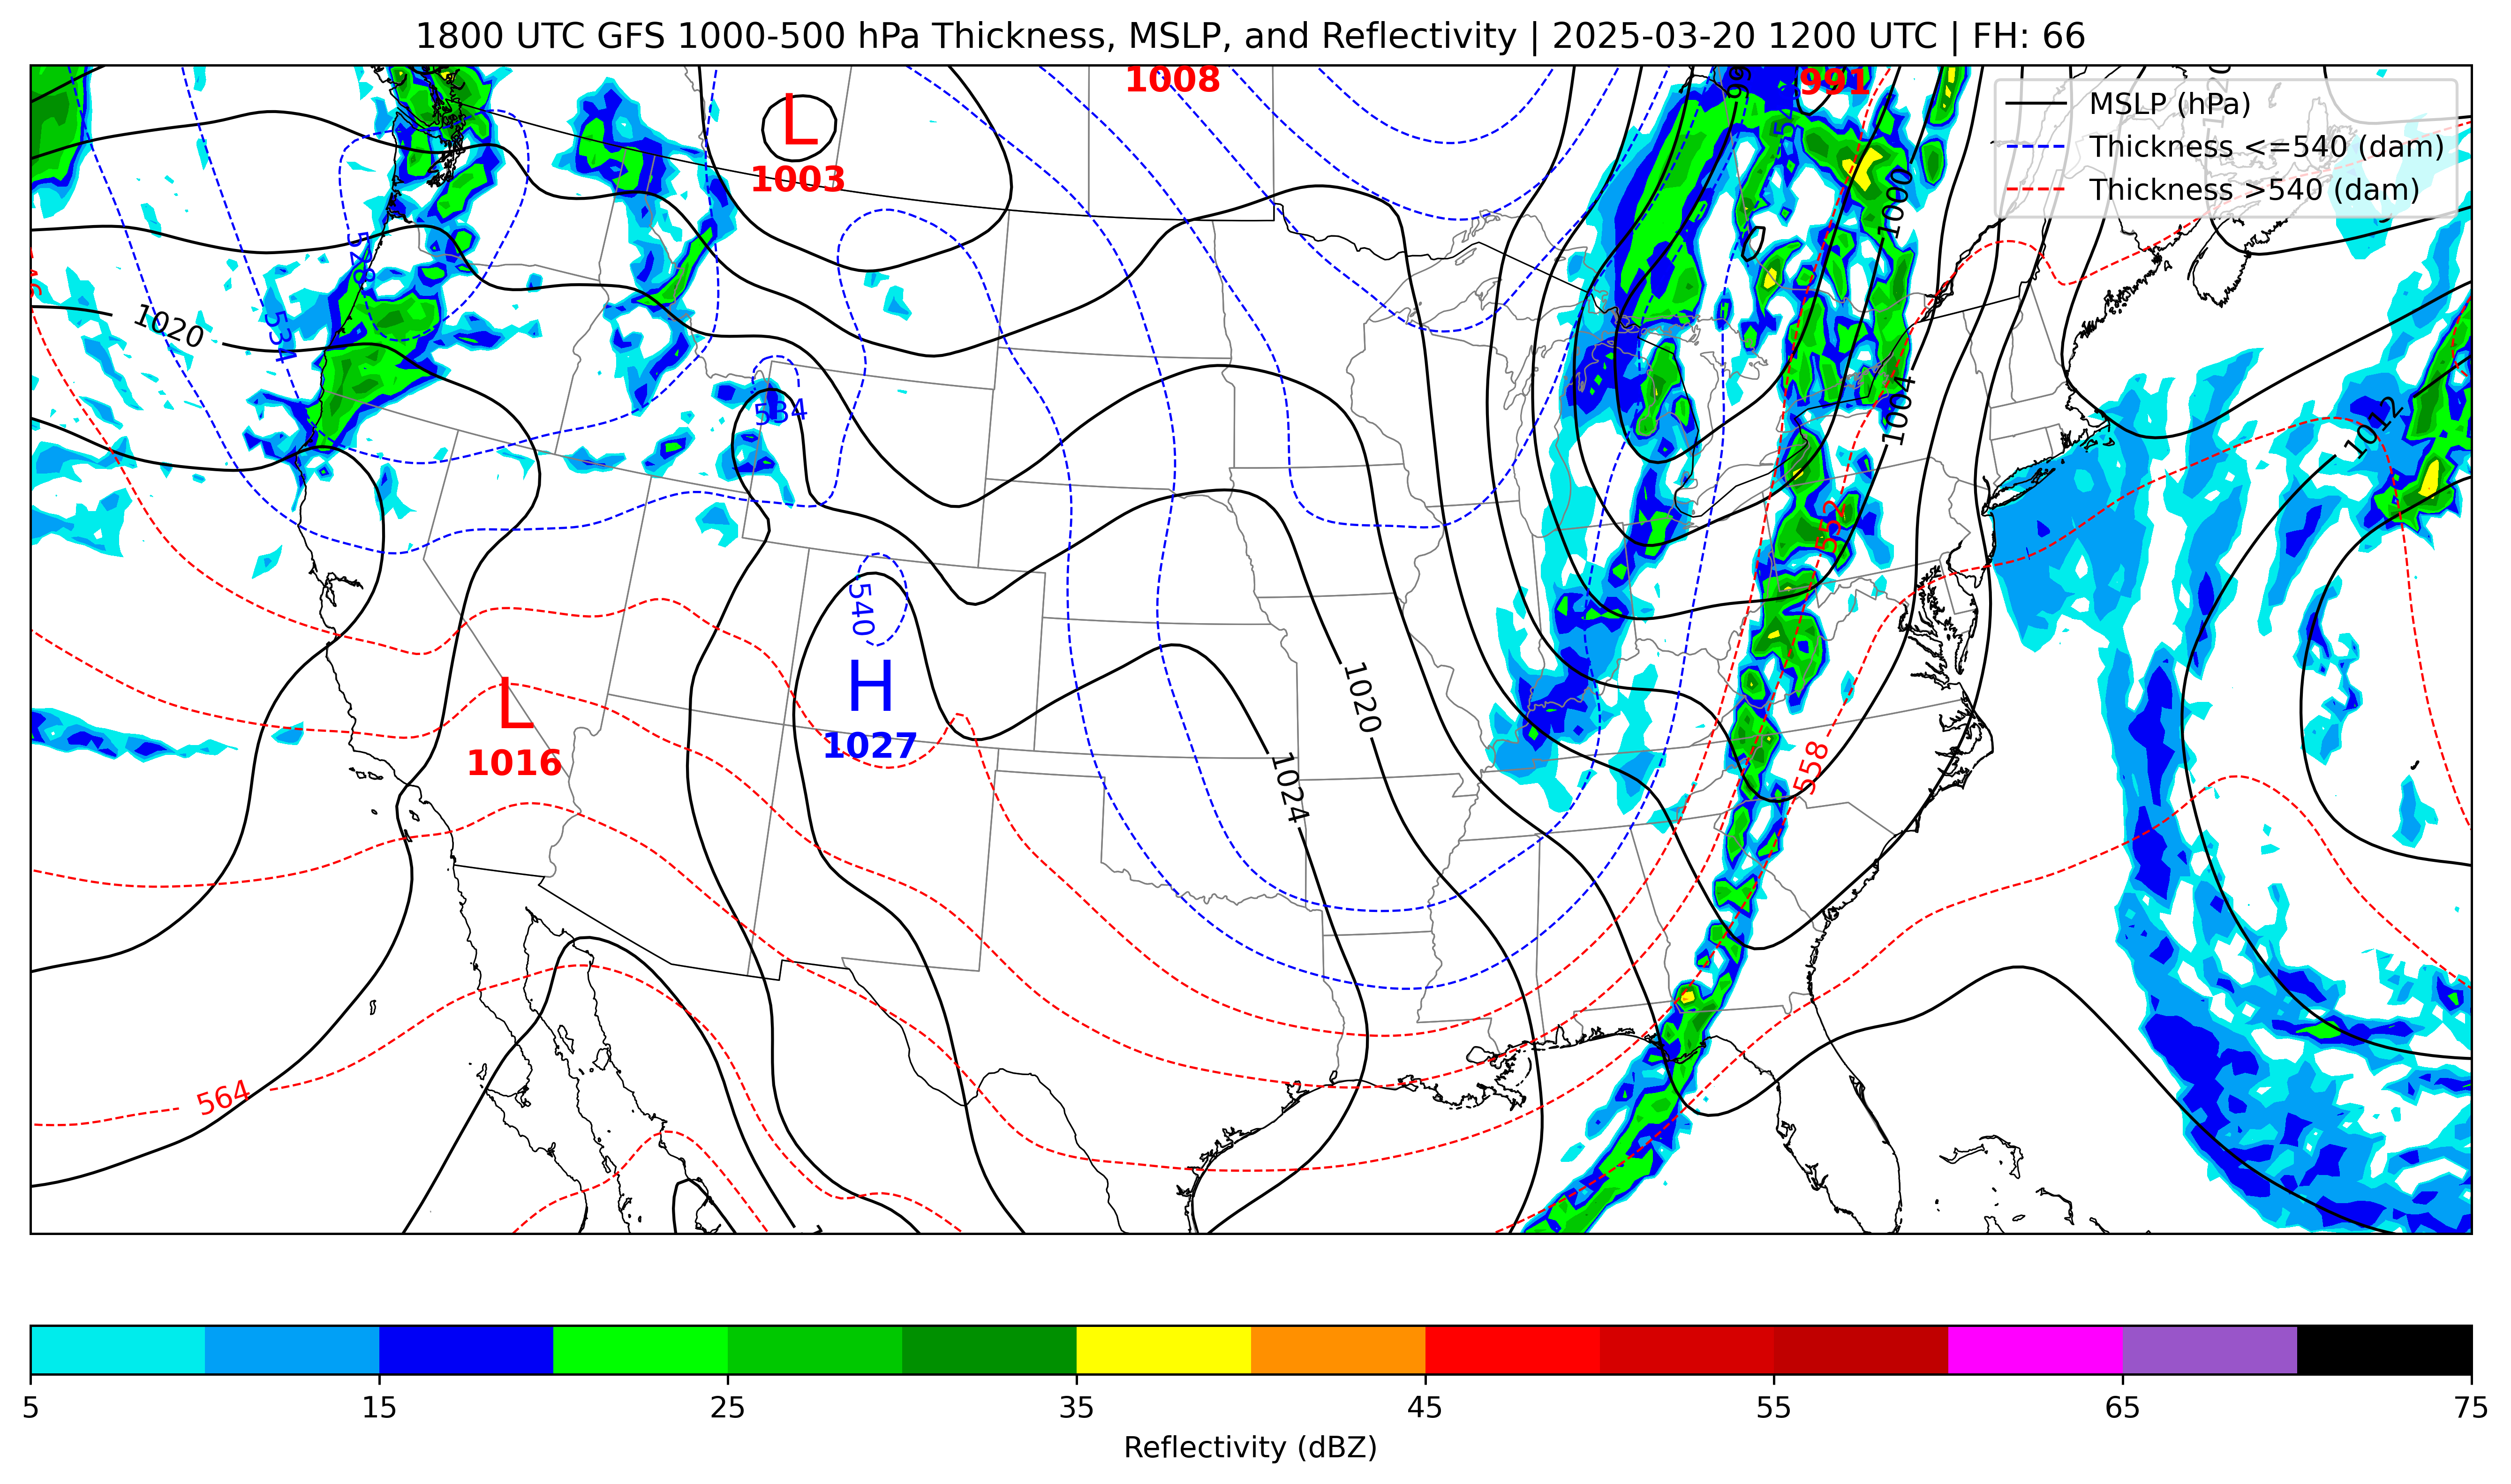 1800 UTC GFS 1000-500 hPa Thickness, MSLP, and Reflectivity | 2025-03-20 1200 UTC | FH: 66
MSLP (hPa)
Thickness <=540 (dam)
Thickness >540 (dam)
1008
991
L
1003
1000
528
1020
534
534
1004
1012
552
540
H
1027
L
1016
1020
1024
558
564
5 15 25 35 45 55 65 75
Reflectivity (dBZ)